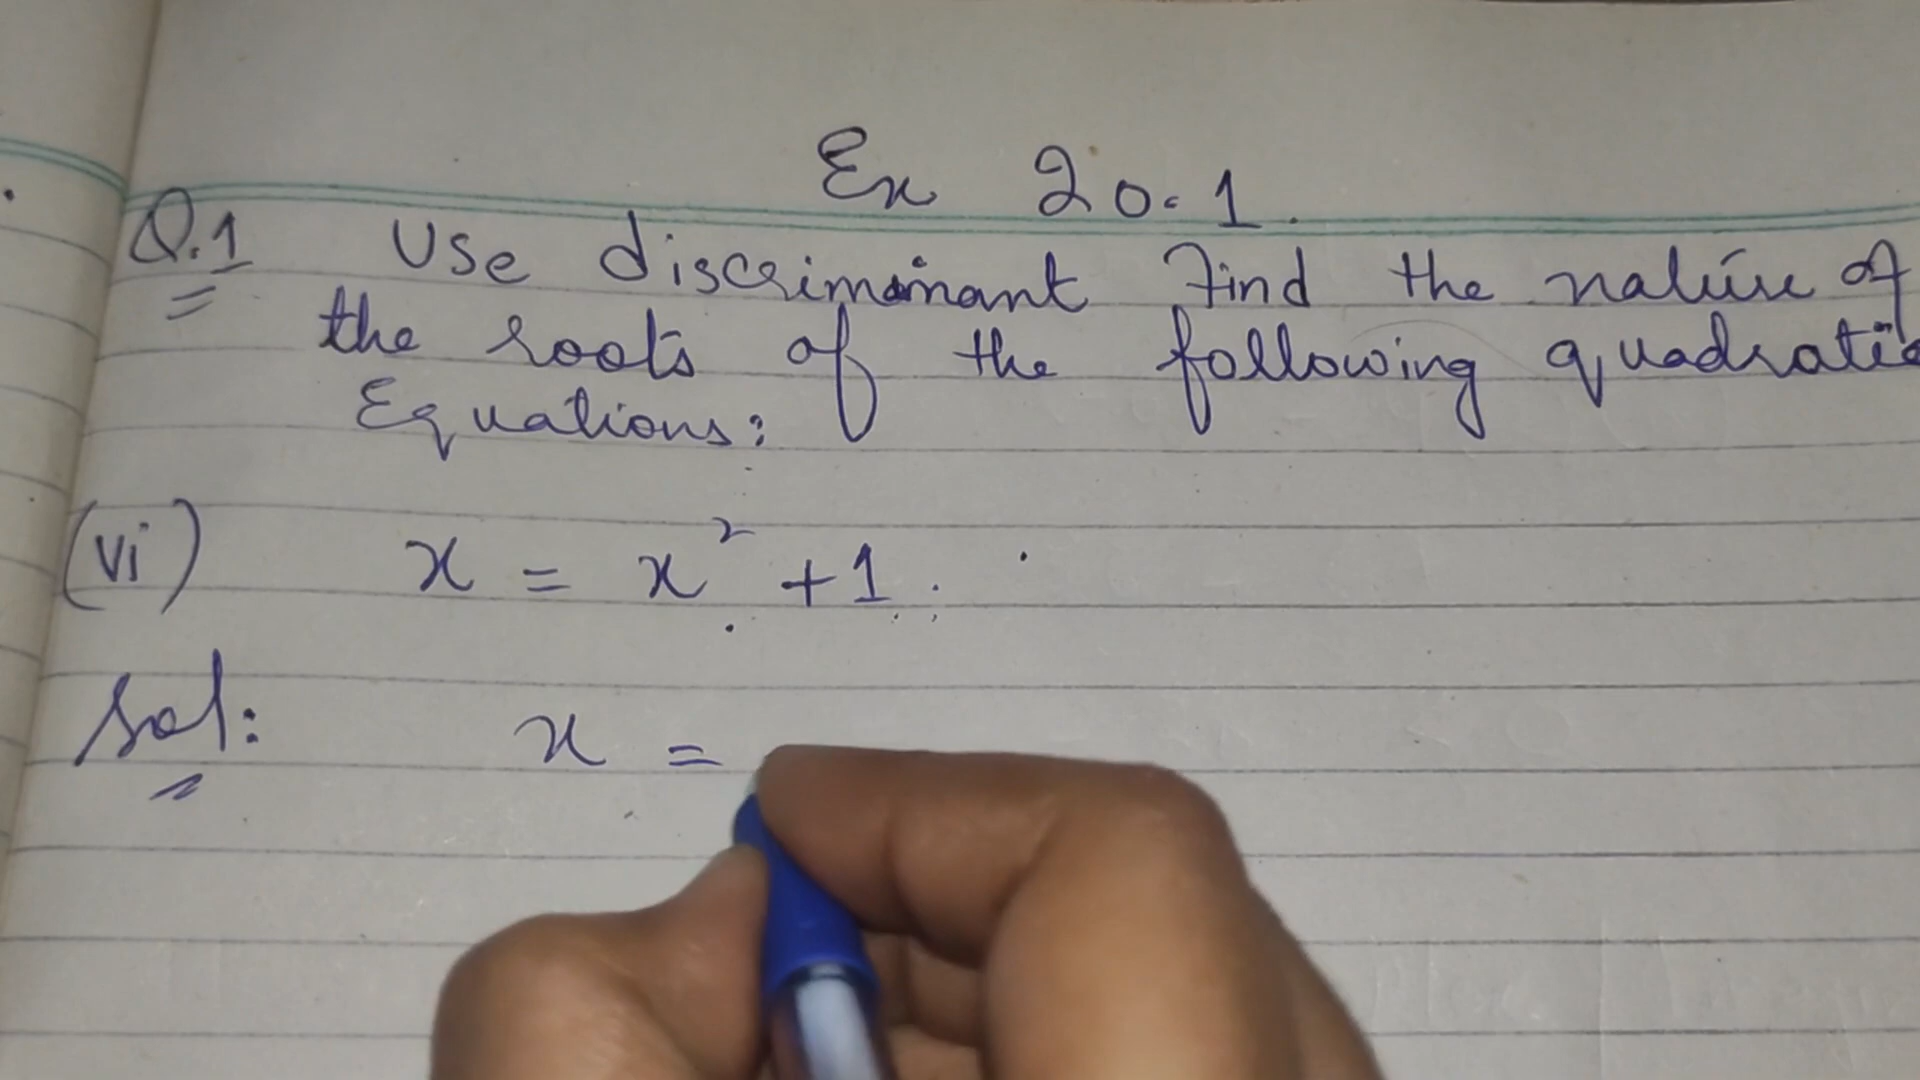 Ex 20.1.
Q.1 Use discriminant Find the nature of
the roots of the following quadratic
Equations:
(vi) x = x² + 1.
Sol: x =